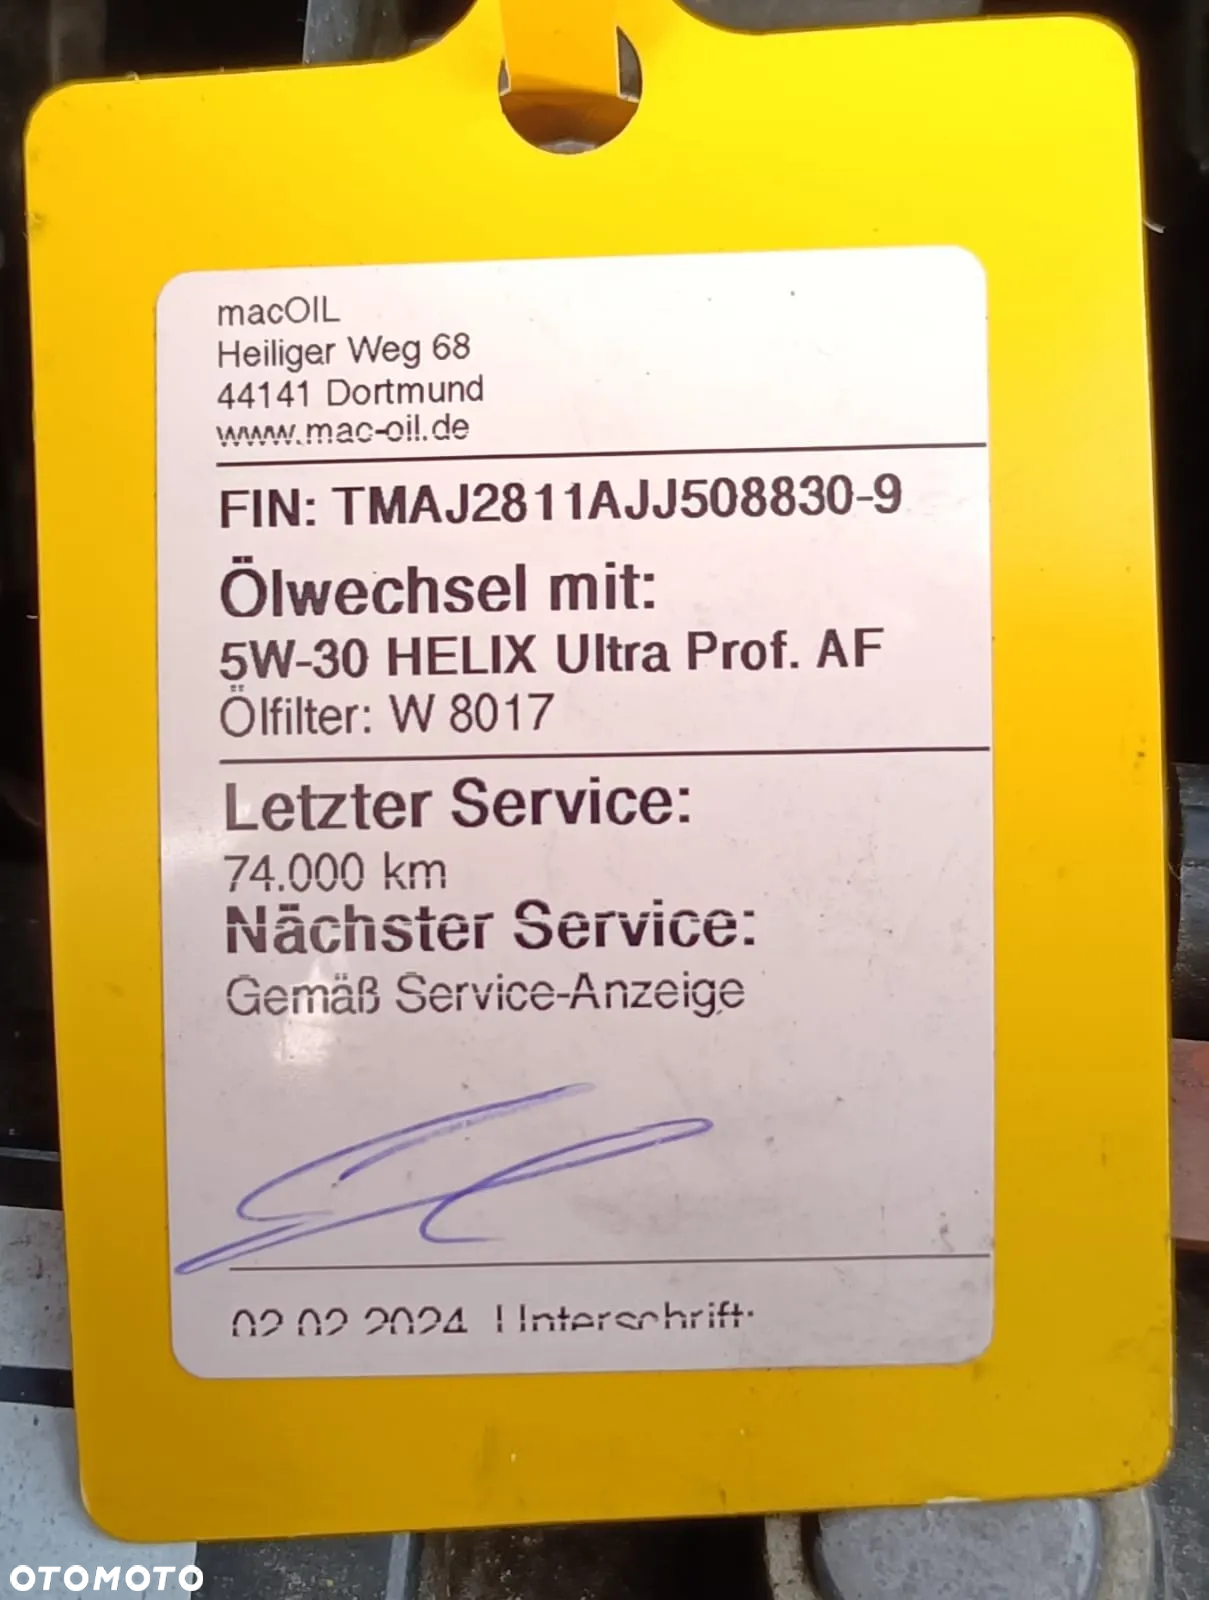 macOIL
Heiliger Weg 68
44141 Dortmund
www.mac-oil.de
FIN: TMAJ2811AJJ508830-9
Ölwechsel mit:
5W-30 HELIX Ultra Prof. AF
Ölfilter: W 8017
Letzter Service:
74.000 km
Nächster Service:
Gemäß Service-Anzeige
02.02.2024 Unterschrift:
OTOMOTO